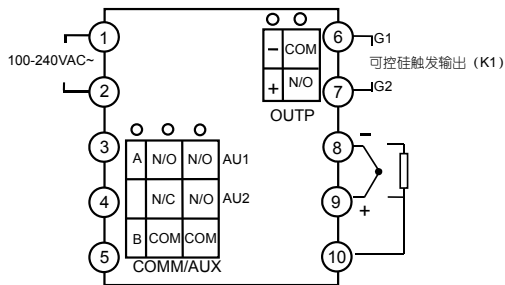 1
100-240VAC~
2
3
4
5
− COM
+ N/O
OUTP
6 G1
可控硅触发输出（K1）
7 G2
8 −
9 +
10
A N/O N/O AU1
N/C N/O AU2
B COM COM
COMM/AUX